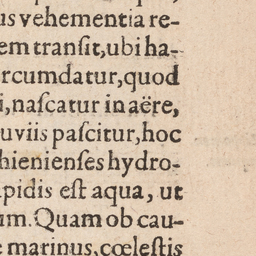 us vehementia re-
em transit,ubi ha-
rcumdatur,quod
i,naſcatur in aëre,
uviis paſcitur,hoc
hienienſes hydro-
pidis eſt aqua, ut
um. Quam ob cau-
e marinus,cœleſtis